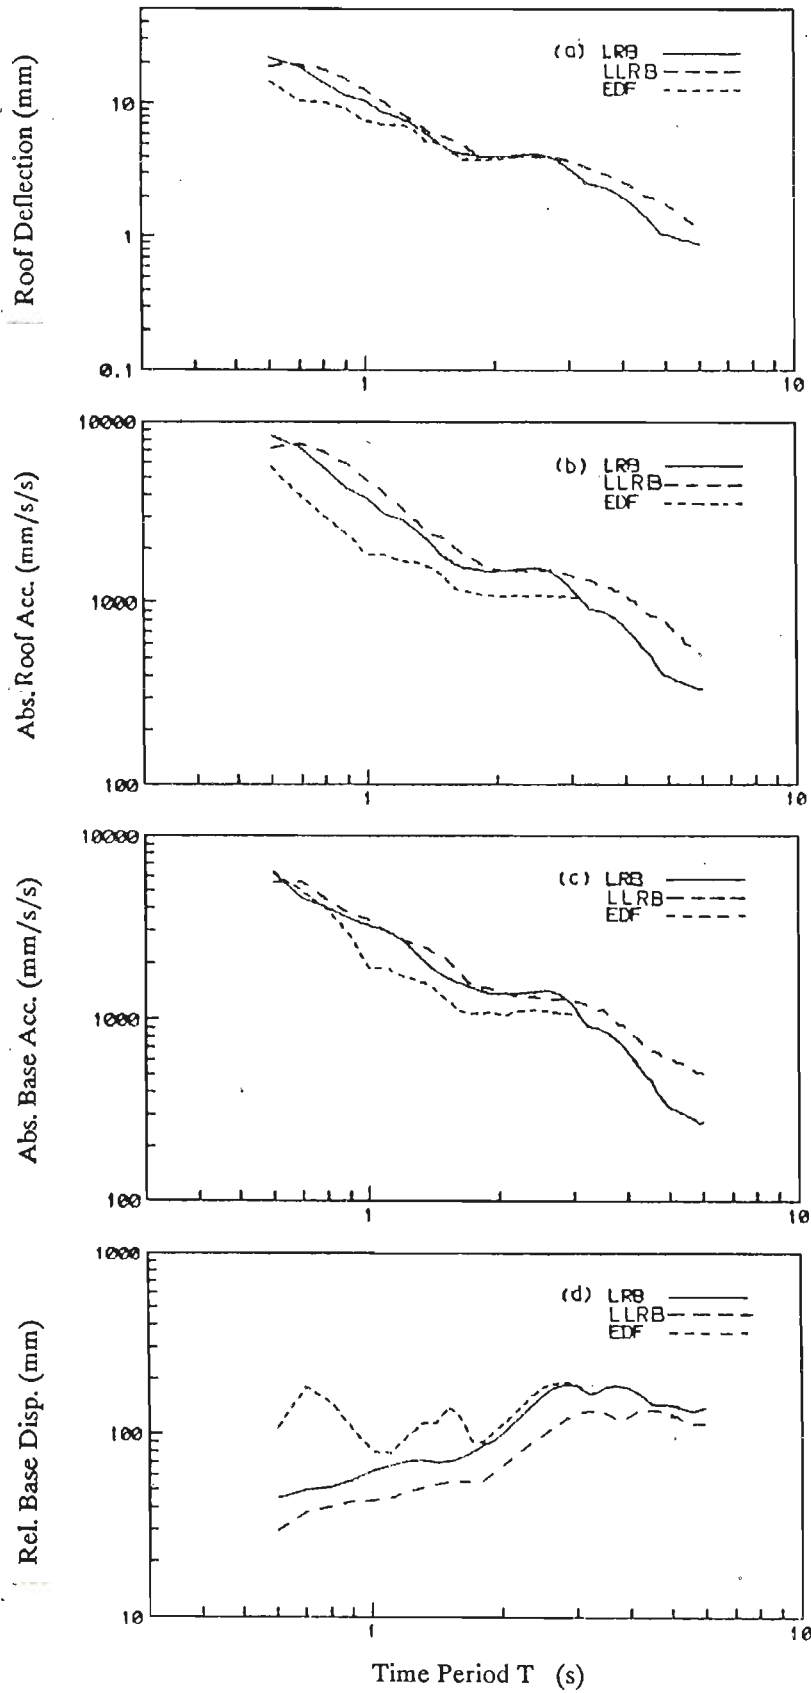 Roof Deflection (mm)
10
1
0.1
(a) LRB
LLRB
EDF
1
10
Abs. Roof Acc. (mm/s/s)
10000
1000
100
(b) LRB
LLRB
EDF
1
10
Abs. Base Acc. (mm/s/s)
10000
1000
100
(c) LRB
LLRB
EDF
1
10
Rel. Base Disp. (mm)
1000
100
10
(d) LRB
LLRB
EDF
1
10
Time Period T (s)